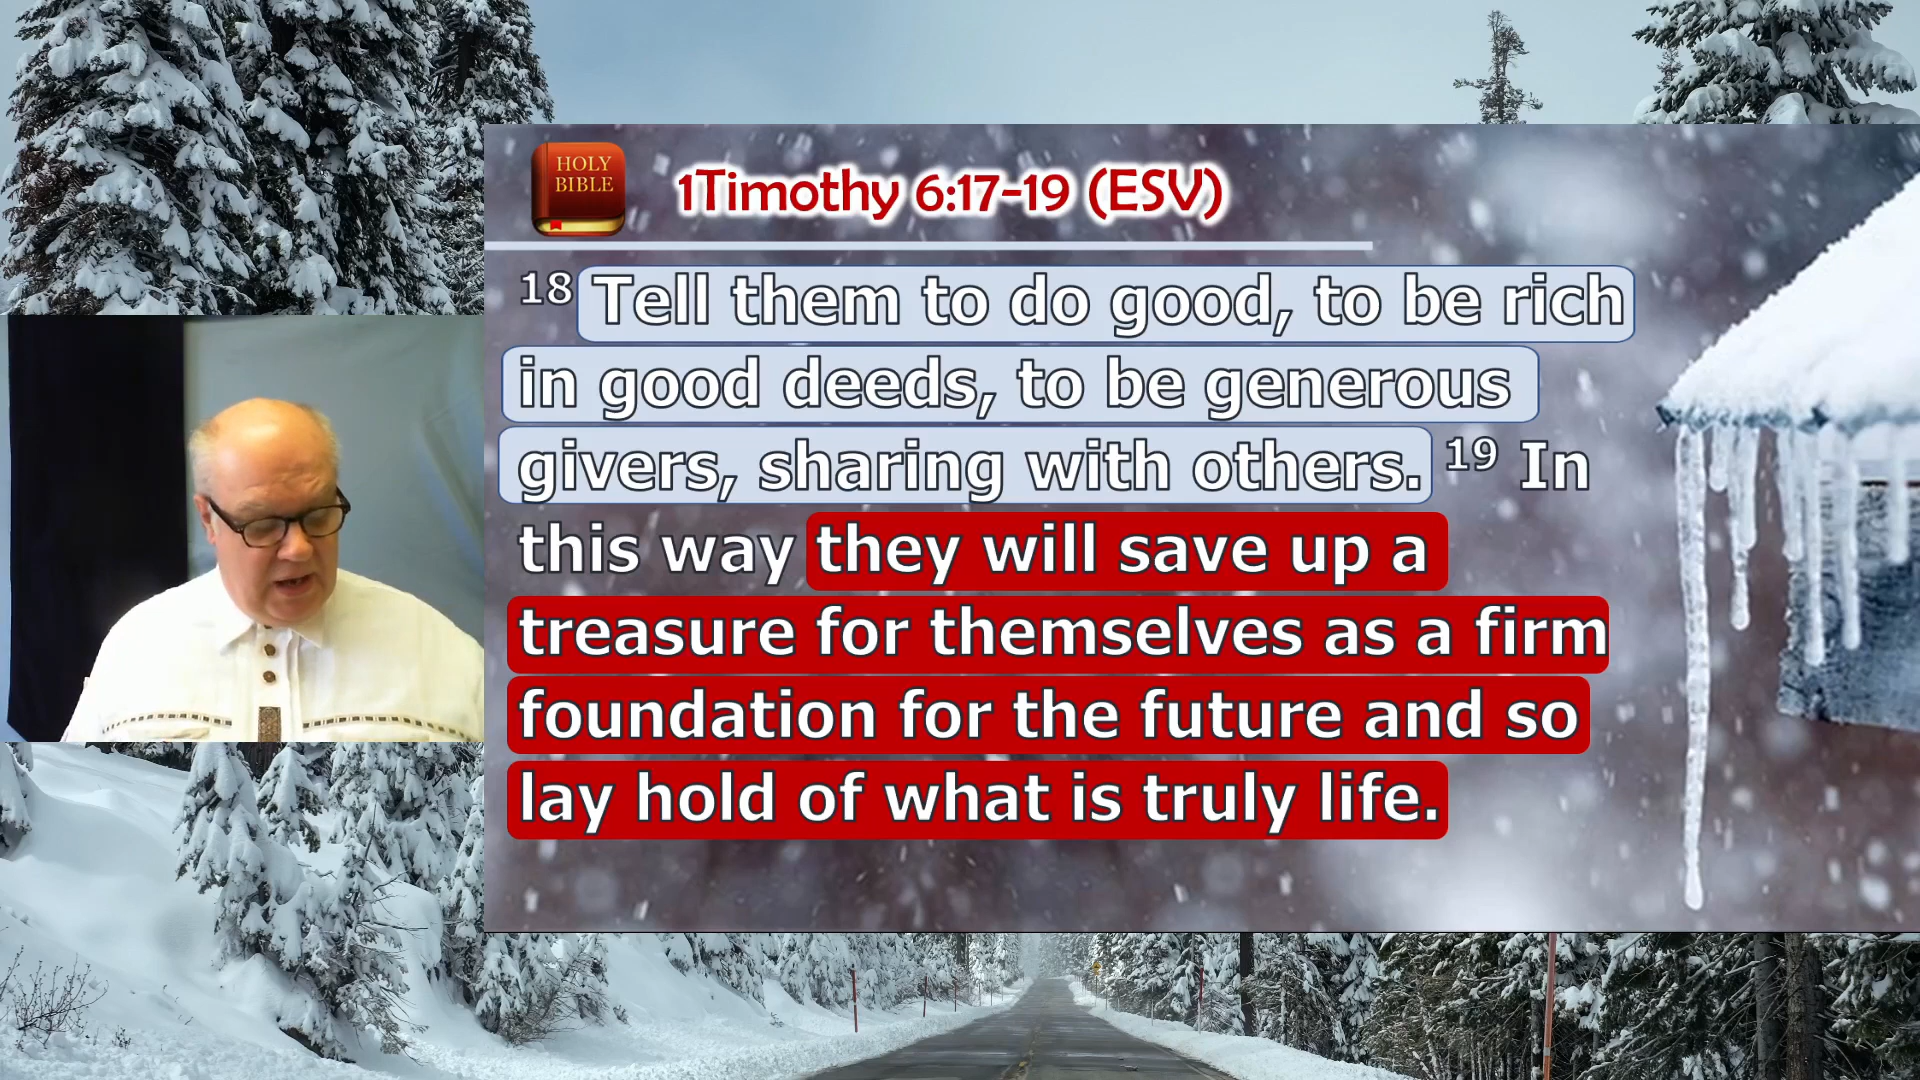 HOLY
BIBLE
1Timothy 6:17-19 (ESV)
18 Tell them to do good, to be rich
in good deeds, to be generous
givers, sharing with others. 19 In
this way they will save up a
treasure for themselves as a firm
foundation for the future and so
lay hold of what is truly life.